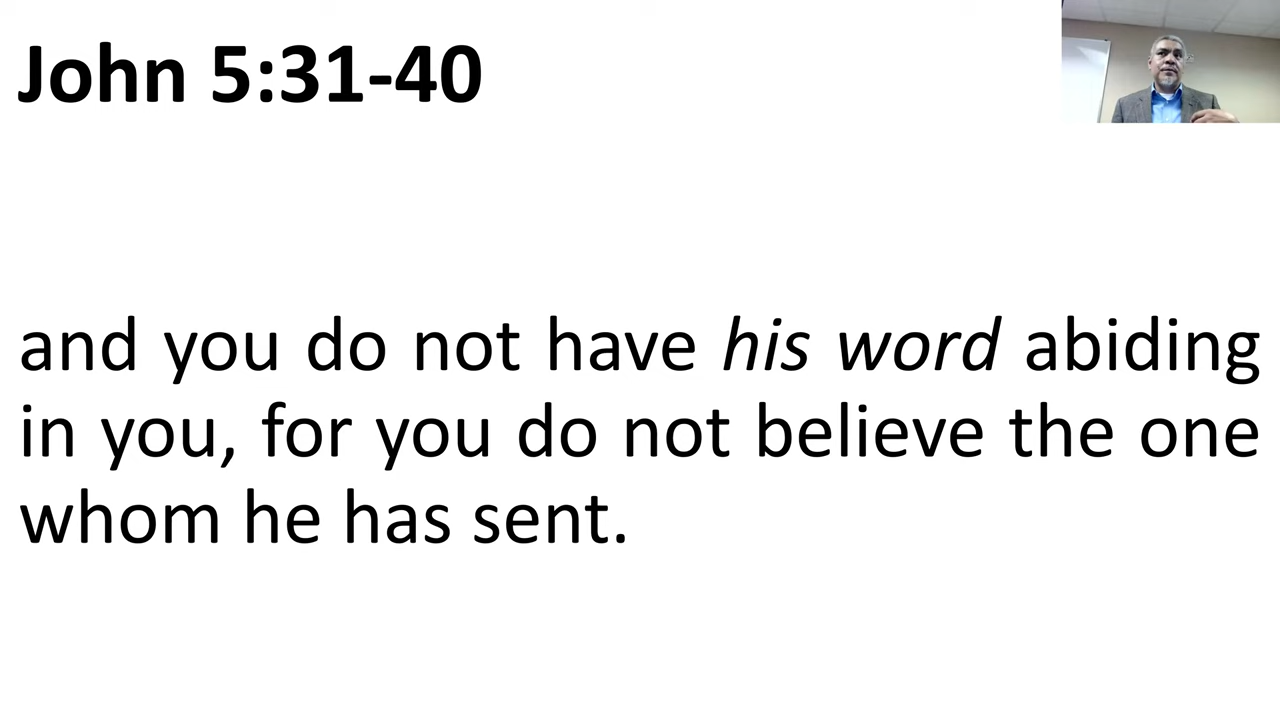 John 5:31-40
and you do not have his word abiding
in you, for you do not believe the one
whom he has sent.